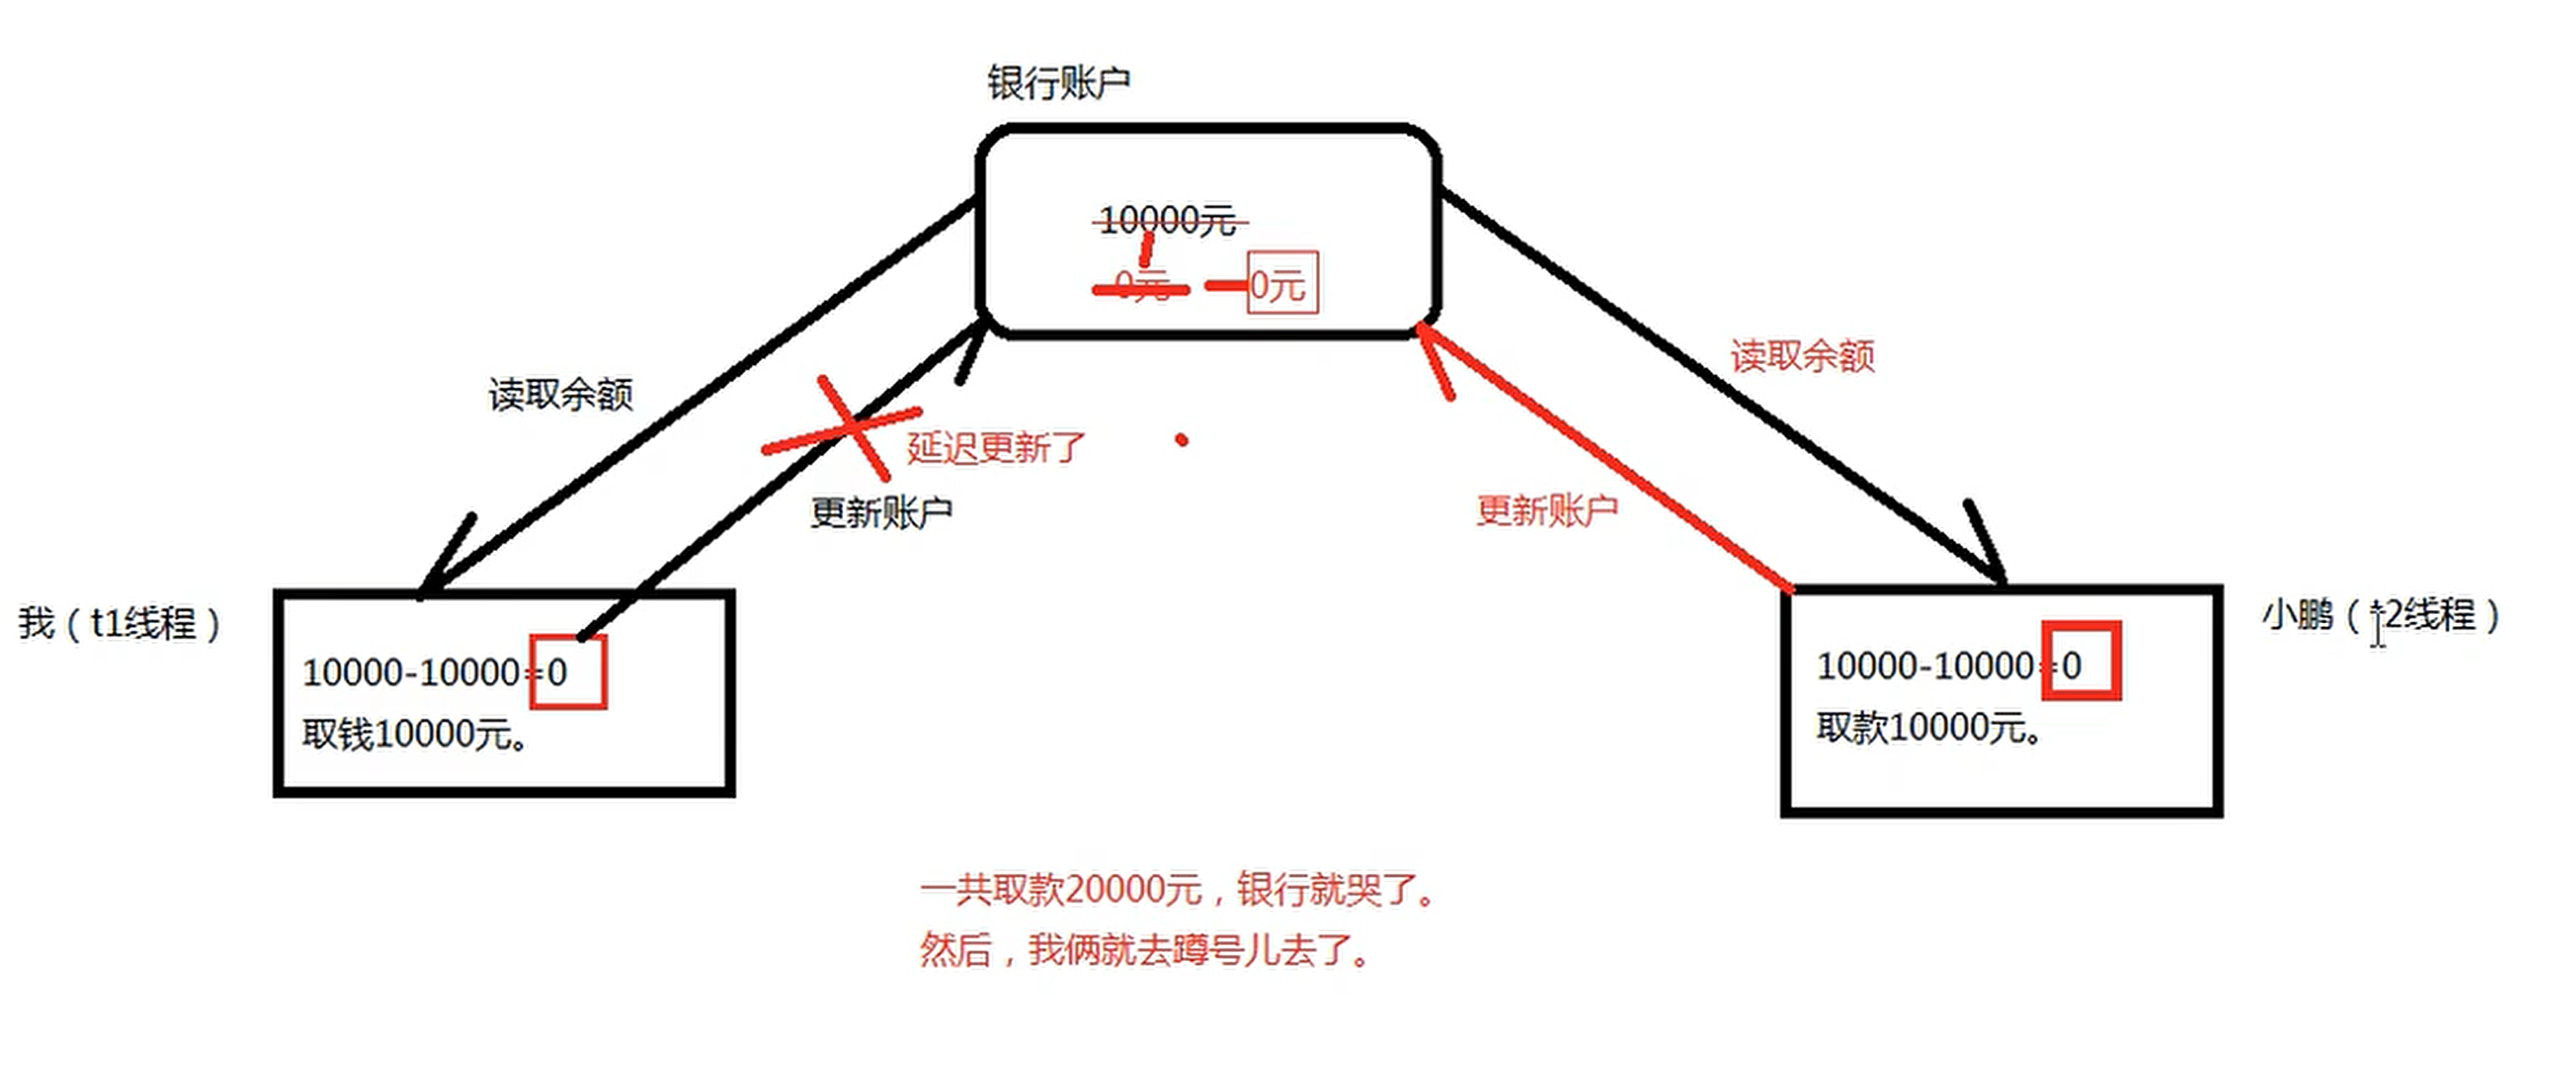 银行账户
10000元
0元
0元
读取余额
读取余额
延迟更新了
更新账户
更新账户
我（t1线程）
小鹏（t2线程）
10000-10000=0
取钱10000元。
10000-10000=0
取款10000元。
一共取款20000元，银行就哭了。
然后，我俩就去蹲号儿去了。